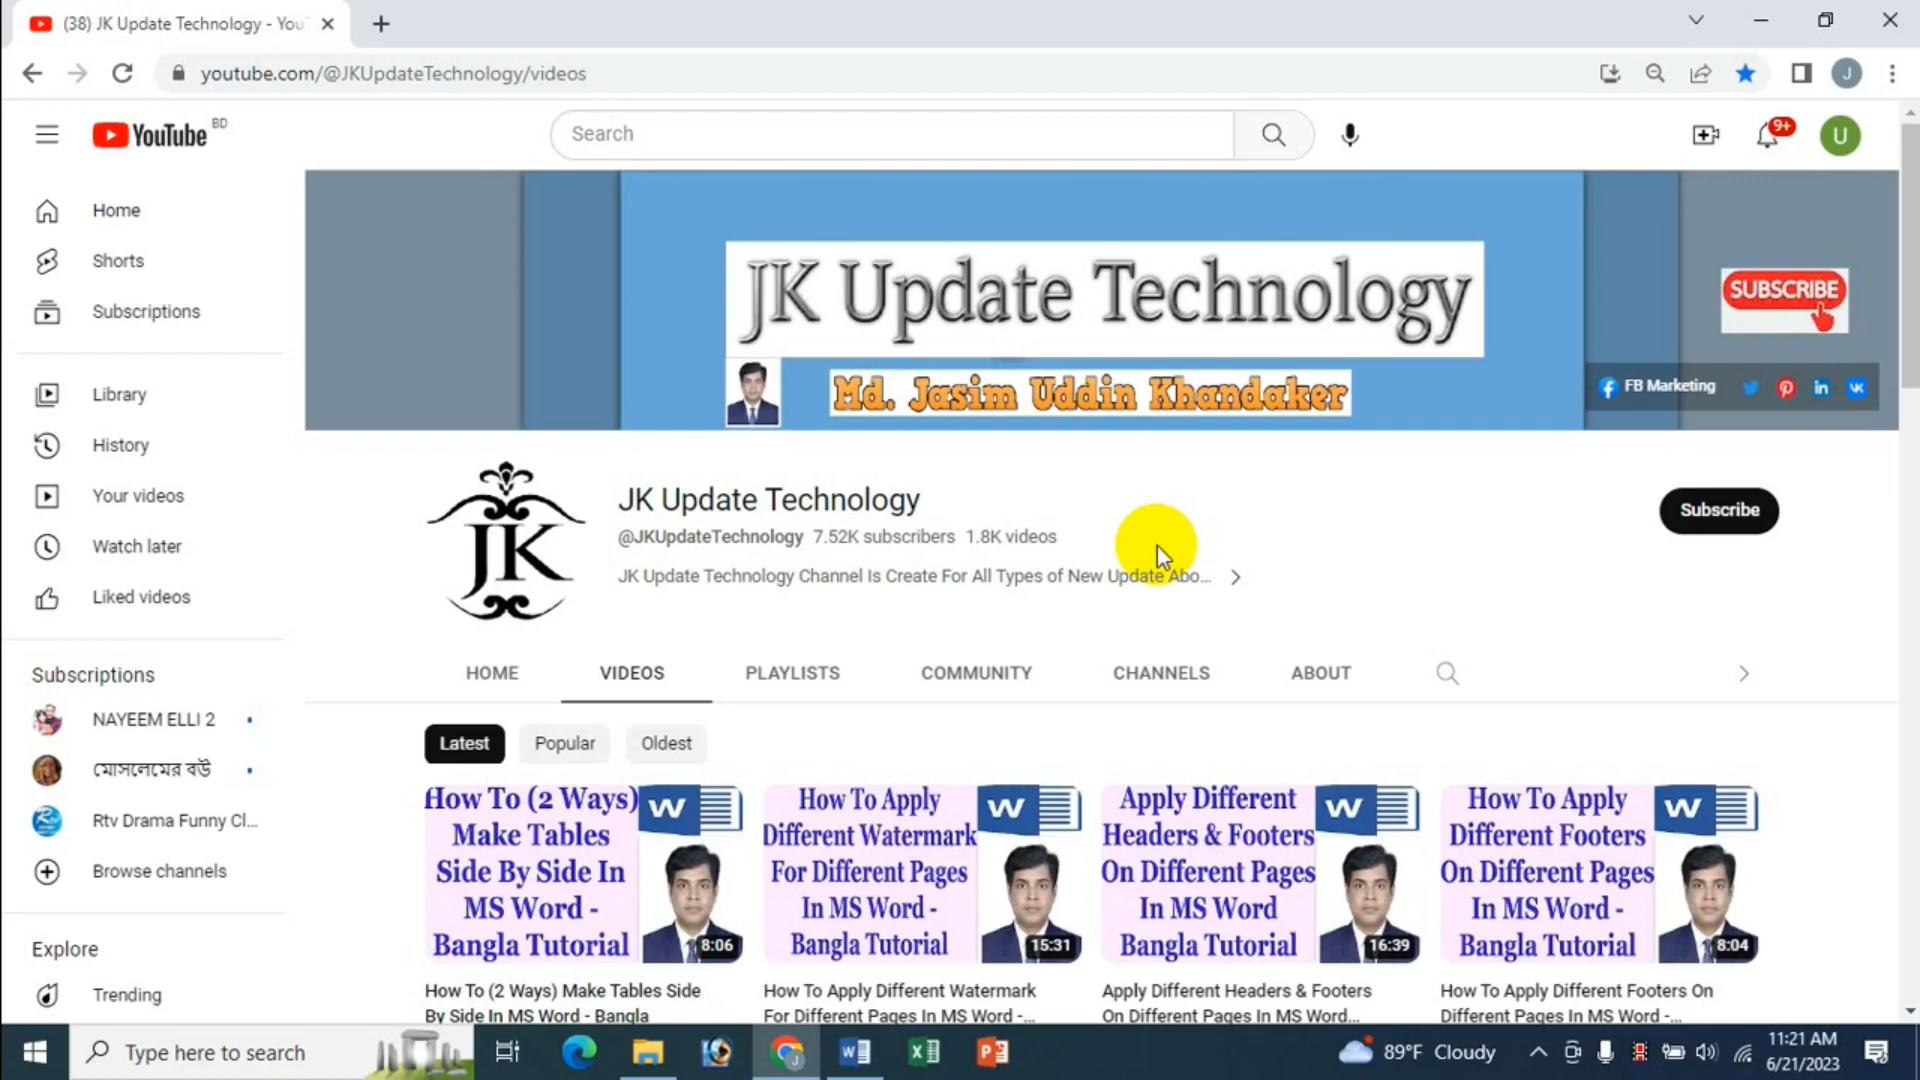 (38) JK Update Technology - You
youtube.com/@JKUpdateTechnology/videos
J
YouTube BD
Search
9+
U
Home
Shorts
Subscriptions
Library
History
Your videos
Watch later
Liked videos
Subscriptions
NAYEEM ELLI 2
মোসলেমের বউ
Rtv Drama Funny Cl...
Browse channels
Explore
Trending
JK Update Technology
Md. Jasim Uddin Khandaker
SUBSCRIBE
FB Marketing
JK
JK Update Technology
@JKUpdateTechnology 7.52K subscribers 1.8K videos
JK Update Technology Channel Is Create For All Types of New Update Abo...
Subscribe
HOME VIDEOS PLAYLISTS COMMUNITY CHANNELS ABOUT
Latest Popular Oldest
How To (2 Ways)
Make Tables
Side By Side In
MS Word -
Bangla Tutorial
W
8:06
How To (2 Ways) Make Tables Side
By Side In MS Word - Bangla
How To Apply
Different Watermark
For Different Pages
In MS Word -
Bangla Tutorial
W
15:31
How To Apply Different Watermark
For Different Pages In MS Word -...
Apply Different
Headers & Footers
On Different Pages
In MS Word
Bangla Tutorial
W
16:39
Apply Different Headers & Footers
On Different Pages In MS Word...
How To Apply
Different Footers
On Different Pages
In MS Word -
Bangla Tutorial
W
8:04
How To Apply Different Footers On
Different Pages In MS Word -...
Type here to search
89°F Cloudy
11:21 AM
6/21/2023